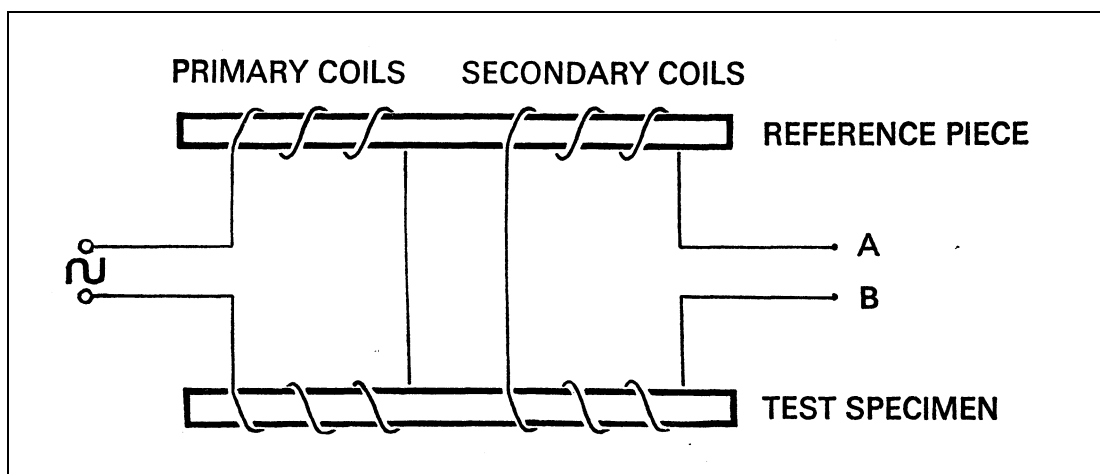 PRIMARY COILS SECONDARY COILS
REFERENCE PIECE
A
B
TEST SPECIMEN